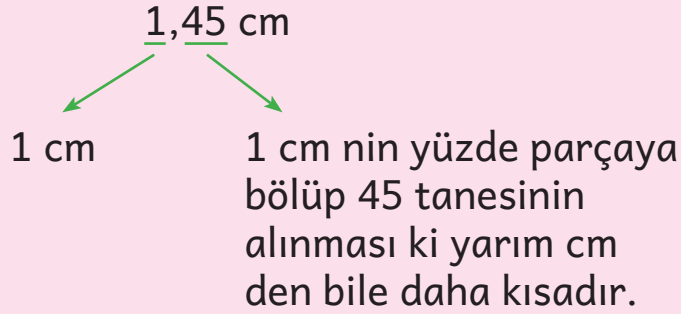 1,45 cm
1 cm
1 cm nin yüzde parçaya
bölüp 45 tanesinin
alınması ki yarım cm
den bile daha kısadır.